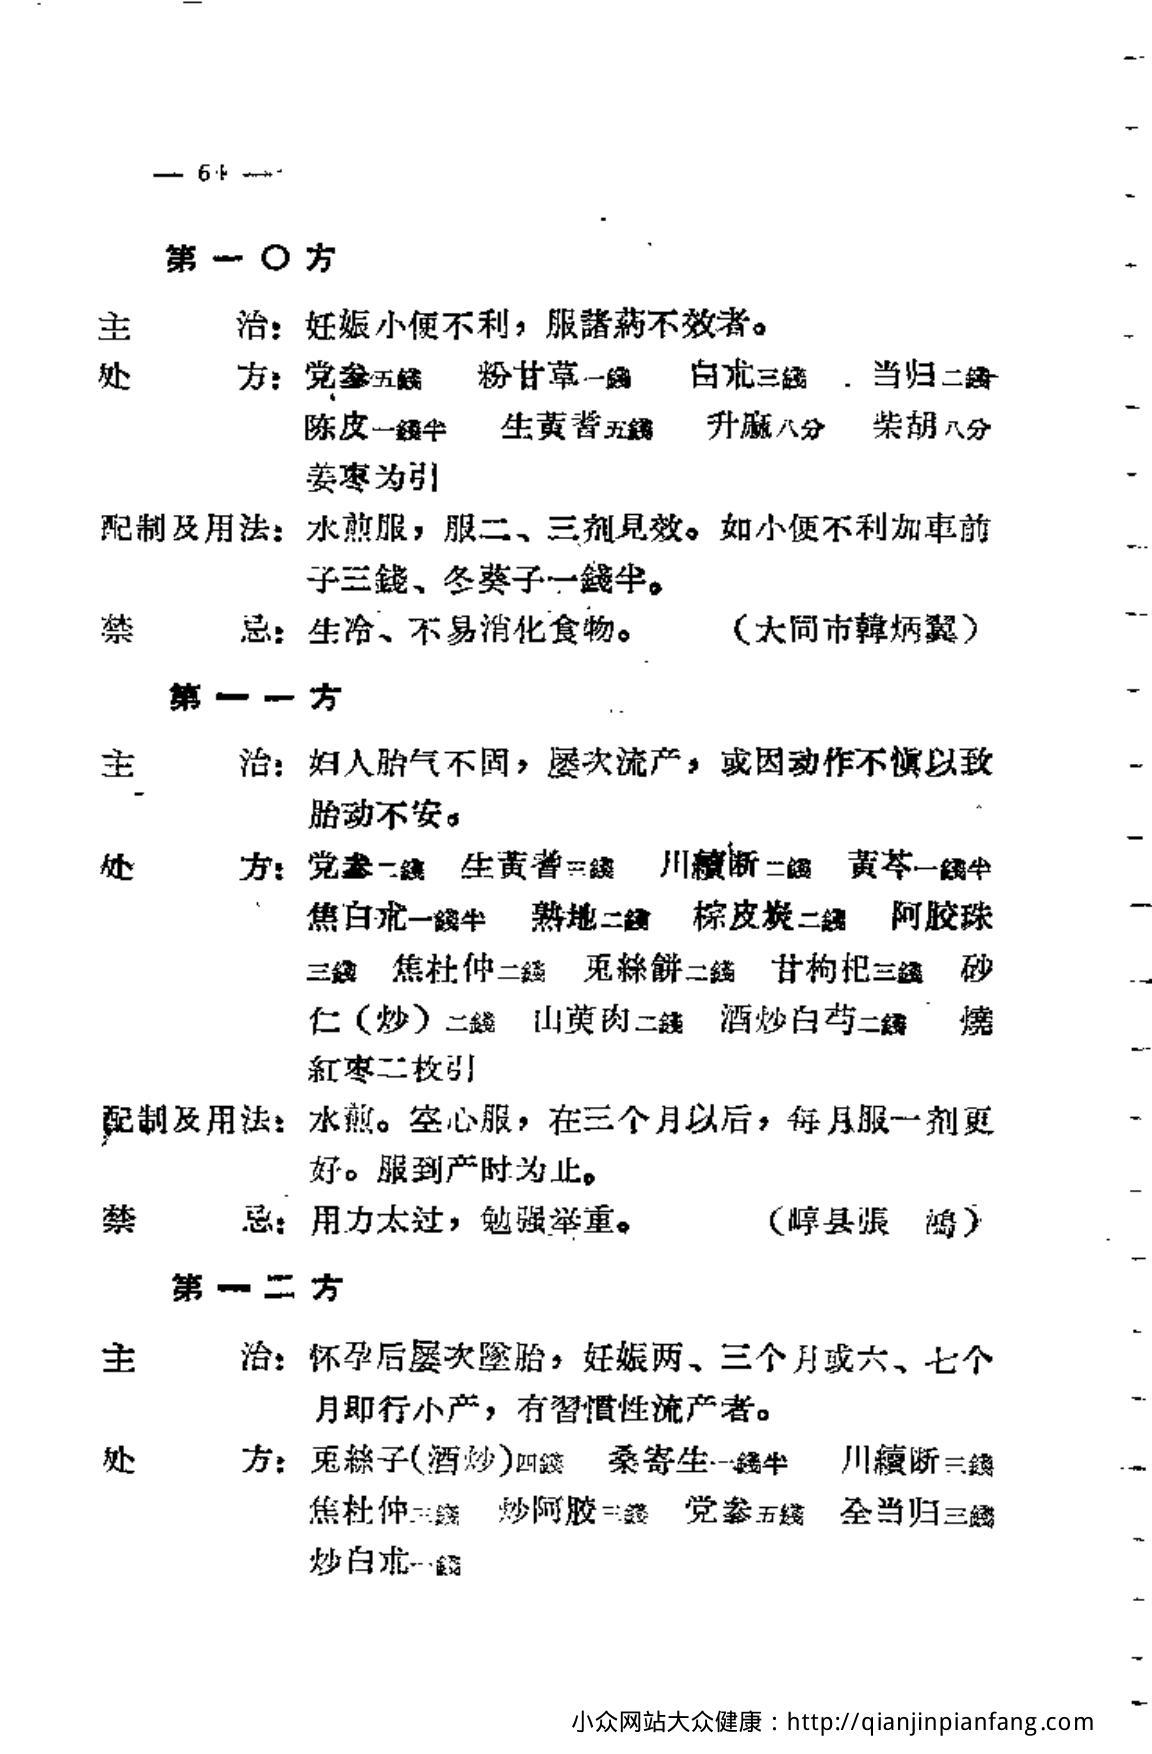 — 64 —
第一〇方
主　治：妊娠小便不利，服諸葯不效者。
处　方：党参五錢　粉甘草一錢　白朮三錢　当归二錢
陈皮一錢半　生黄耆五錢　升麻八分　柴胡八分
姜枣为引
配制及用法：水煎服，服二、三剂見效。如小便不利加車前
子三錢、冬葵子一錢半。
禁　忌：生冷、不易消化食物。　（大同市韓炳翼）
第一一方
主　治：妇人胎气不固，屡次流产，或因动作不慎以致
胎动不安。
处　方：党参二錢　生黄耆三錢　川續断二錢　黄芩一錢半
焦白朮一錢半　熟地二錢　棕皮炭二錢　阿胶珠
三錢　焦杜仲二錢　兎絲餅二錢　甘枸杞三錢　砂
仁（炒）二錢　山萸肉二錢　酒炒白芍二錢　燒
紅枣二枚引
配制及用法：水煎。空心服，在三个月以后，每月服一剂更
好。服到产时为止。
禁　忌：用力太过，勉强举重。　（崞县張　鴻）
第一二方
主　治：怀孕后屡次墜胎，妊娠两、三个月或六、七个
月即行小产，有習慣性流产者。
处　方：兎絲子(酒炒)四錢　桑寄生一錢半　川續断三錢
焦杜仲三錢　炒阿胶三錢　党参五錢　全当归三錢
炒白朮一錢
小众网站大众健康：http://qianjinpianfang.com